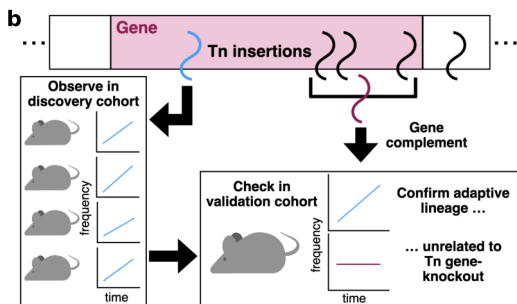 b
Gene
Tn insertions
...
...
Observe in
discovery cohort
frequency
time
Gene
complement
Check in
validation cohort
frequency
time
Confirm adaptive
lineage ...
... unrelated to
Tn gene-
knockout